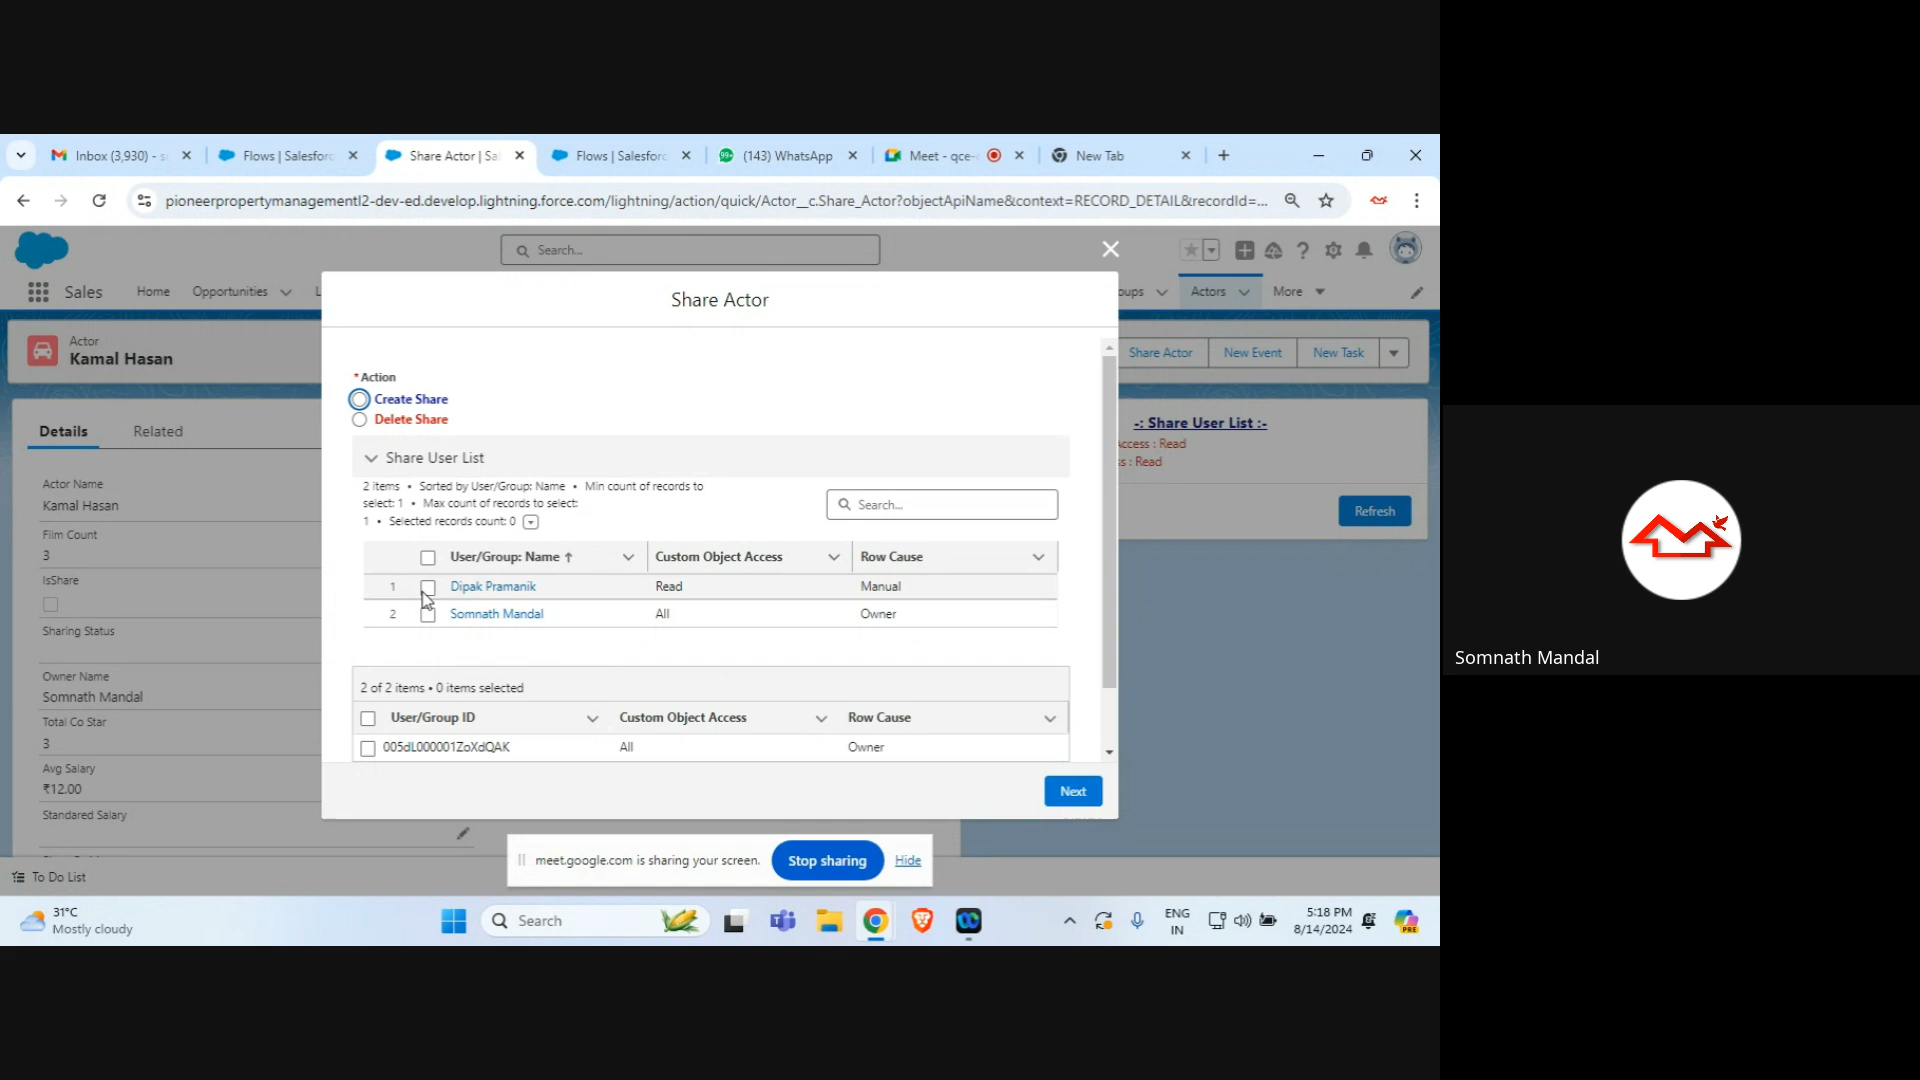 Inbox (3,930) - s
Flows | Salesforc
Share Actor | Sa
Flows | Salesforc
99+
(143) WhatsApp
Meet - qce-
New Tab
pioneerpropertymanagementl2-dev-ed.develop.lightning.force.com/lightning/action/quick/Actor__c.Share_Actor?objectApiName&context=RECORD_DETAIL&recordId=...
Search...
Sales
Home
Opportunities
L
oups
Actors
More
Share Actor
Actor
Kamal Hasan
Share Actor
New Event
New Task
*Action
Create Share
Delete Share
Details
Related
-: Share User List :-
ccess : Read
s : Read
Refresh
Share User List
2 items • Sorted by User/Group: Name • Min count of records to
select: 1 • Max count of records to select:
1 • Selected records count: 0
Search...
User/Group: Name ↑
Custom Object Access
Row Cause
1
Dipak Pramanik
Read
Manual
2
Somnath Mandal
All
Owner
Actor Name
Kamal Hasan
Film Count
3
IsShare
Sharing Status
Owner Name
Somnath Mandal
Total Co Star
3
Avg Salary
₹12.00
Standared Salary
2 of 2 items • 0 items selected
User/Group ID
Custom Object Access
Row Cause
005dL000001ZoXdQAK
All
Owner
Next
meet.google.com is sharing your screen.
Stop sharing
Hide
To Do List
31°C
Mostly cloudy
Search
ENG
IN
5:18 PM
8/14/2024
PRE
Somnath Mandal